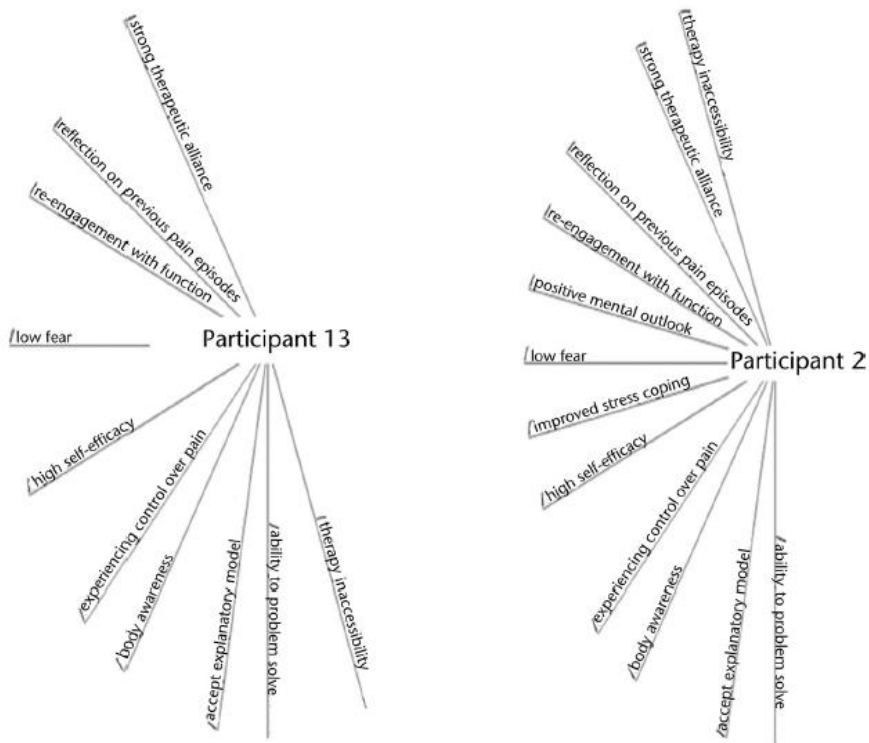 strong therapeutic alliance
reflection on previous pain episodes
re-engagement with function
low fear
Participant 13
high self-efficacy
experiencing control over pain
body awareness
accept explanatory model
ability to problem solve
therapy inaccessibility
therapy inaccessibility
strong therapeutic alliance
reflection on previous pain episodes
re-engagement with function
positive mental outlook
low fear
Participant 2
improved stress coping
high self-efficacy
experiencing control over pain
body awareness
accept explanatory model
ability to problem solve